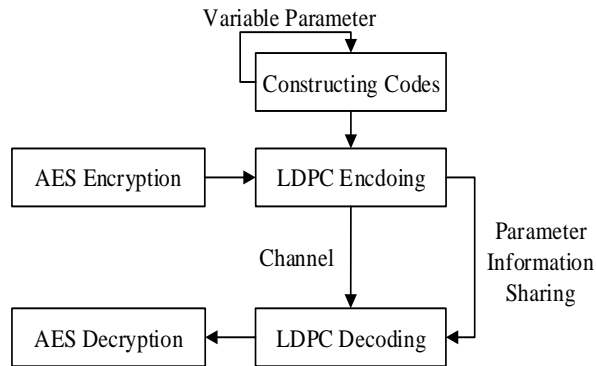 Variable Parameter
Constructing Codes
AES Encryption
LDPC Encdoing
Channel
Parameter
Information
Sharing
AES Decryption
LDPC Decoding